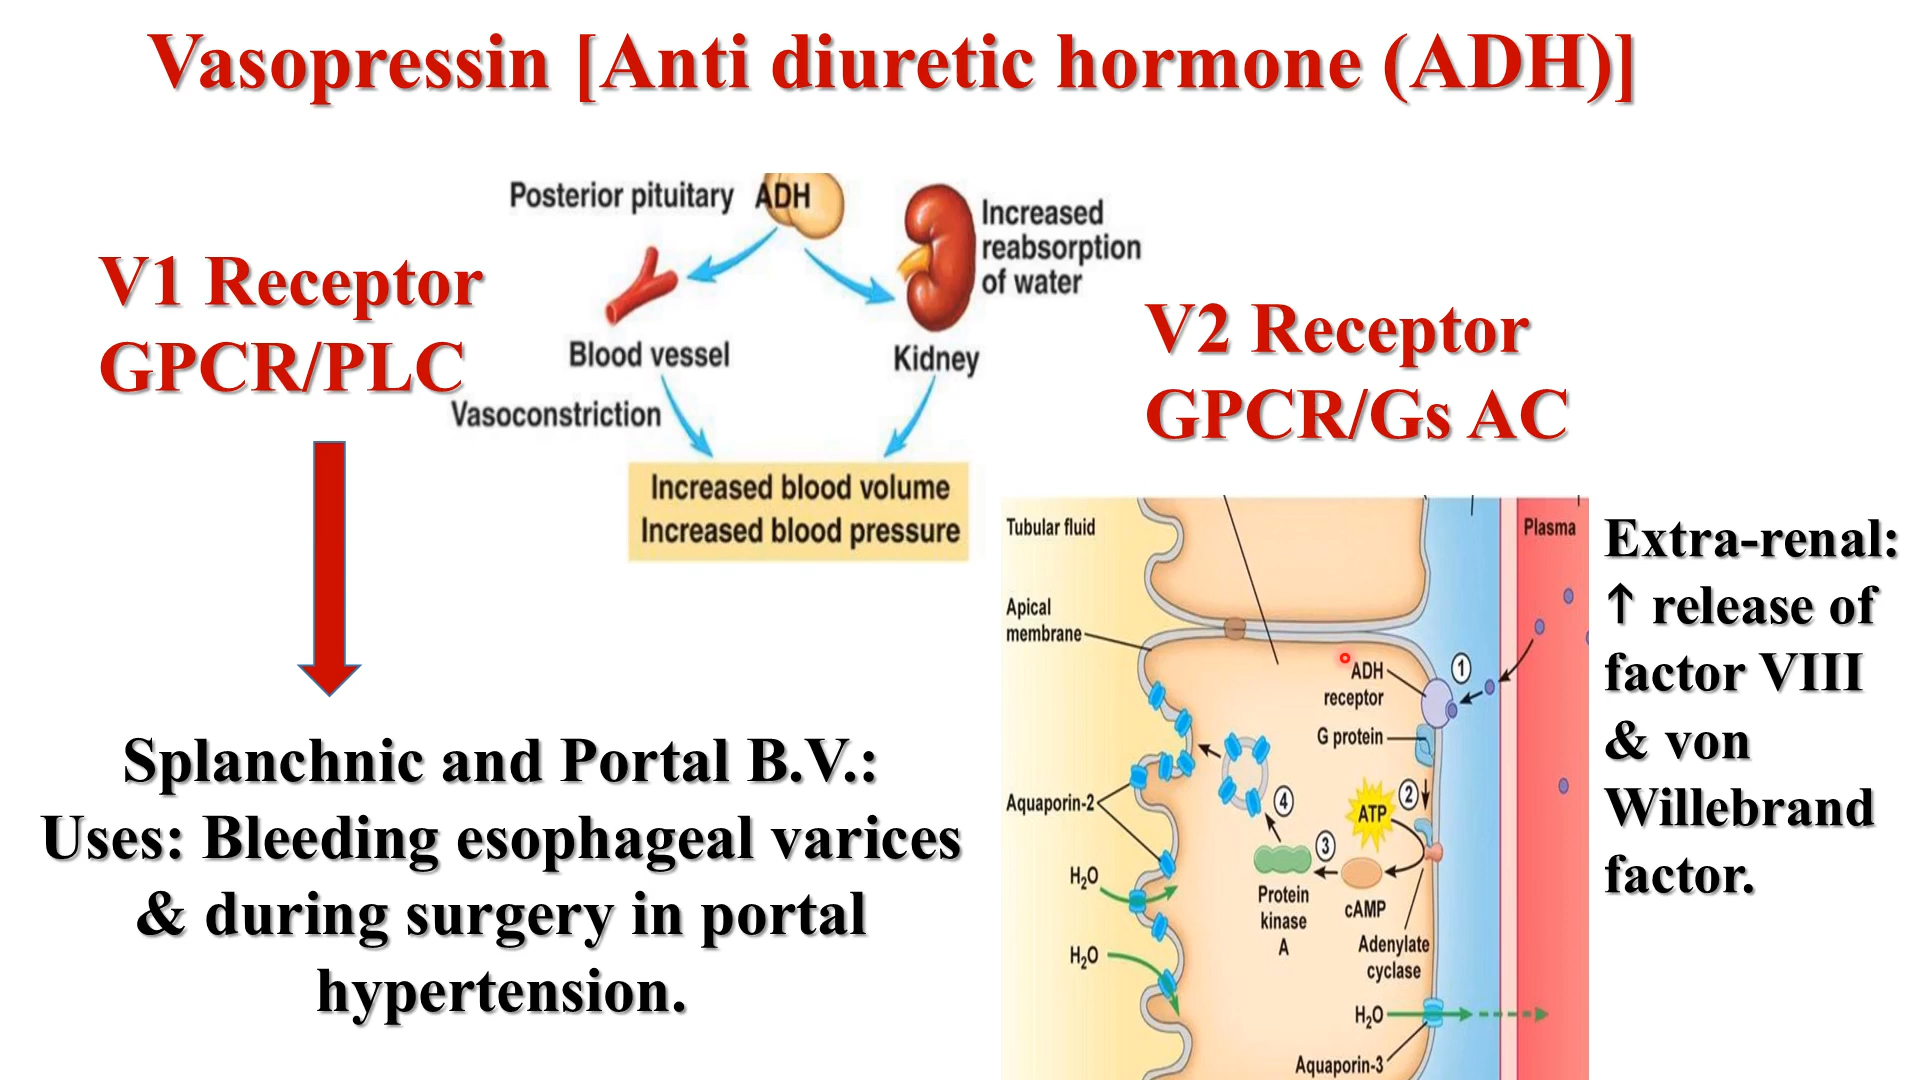 Vasopressin [Anti diuretic hormone (ADH)]
Posterior pituitary
ADH
Increased
reabsorption
of water
V1 Receptor
GPCR/PLC
Blood vessel
Kidney
V2 Receptor
GPCR/Gs AC
Vasoconstriction
Increased blood volume
Increased blood pressure
Splanchnic and Portal B.V.:
Uses: Bleeding esophageal varices
& during surgery in portal
hypertension.
Tubular fluid
Plasma
Apical
membrane
ADH
receptor
1
G protein
2
ATP
Aquaporin-2
4
3
H₂O
Protein
kinase
A
cAMP
H₂O
Adenylate
cyclase
H₂O
Aquaporin-3
Extra-renal:
↑ release of
factor VIII
& von
Willebrand
factor.